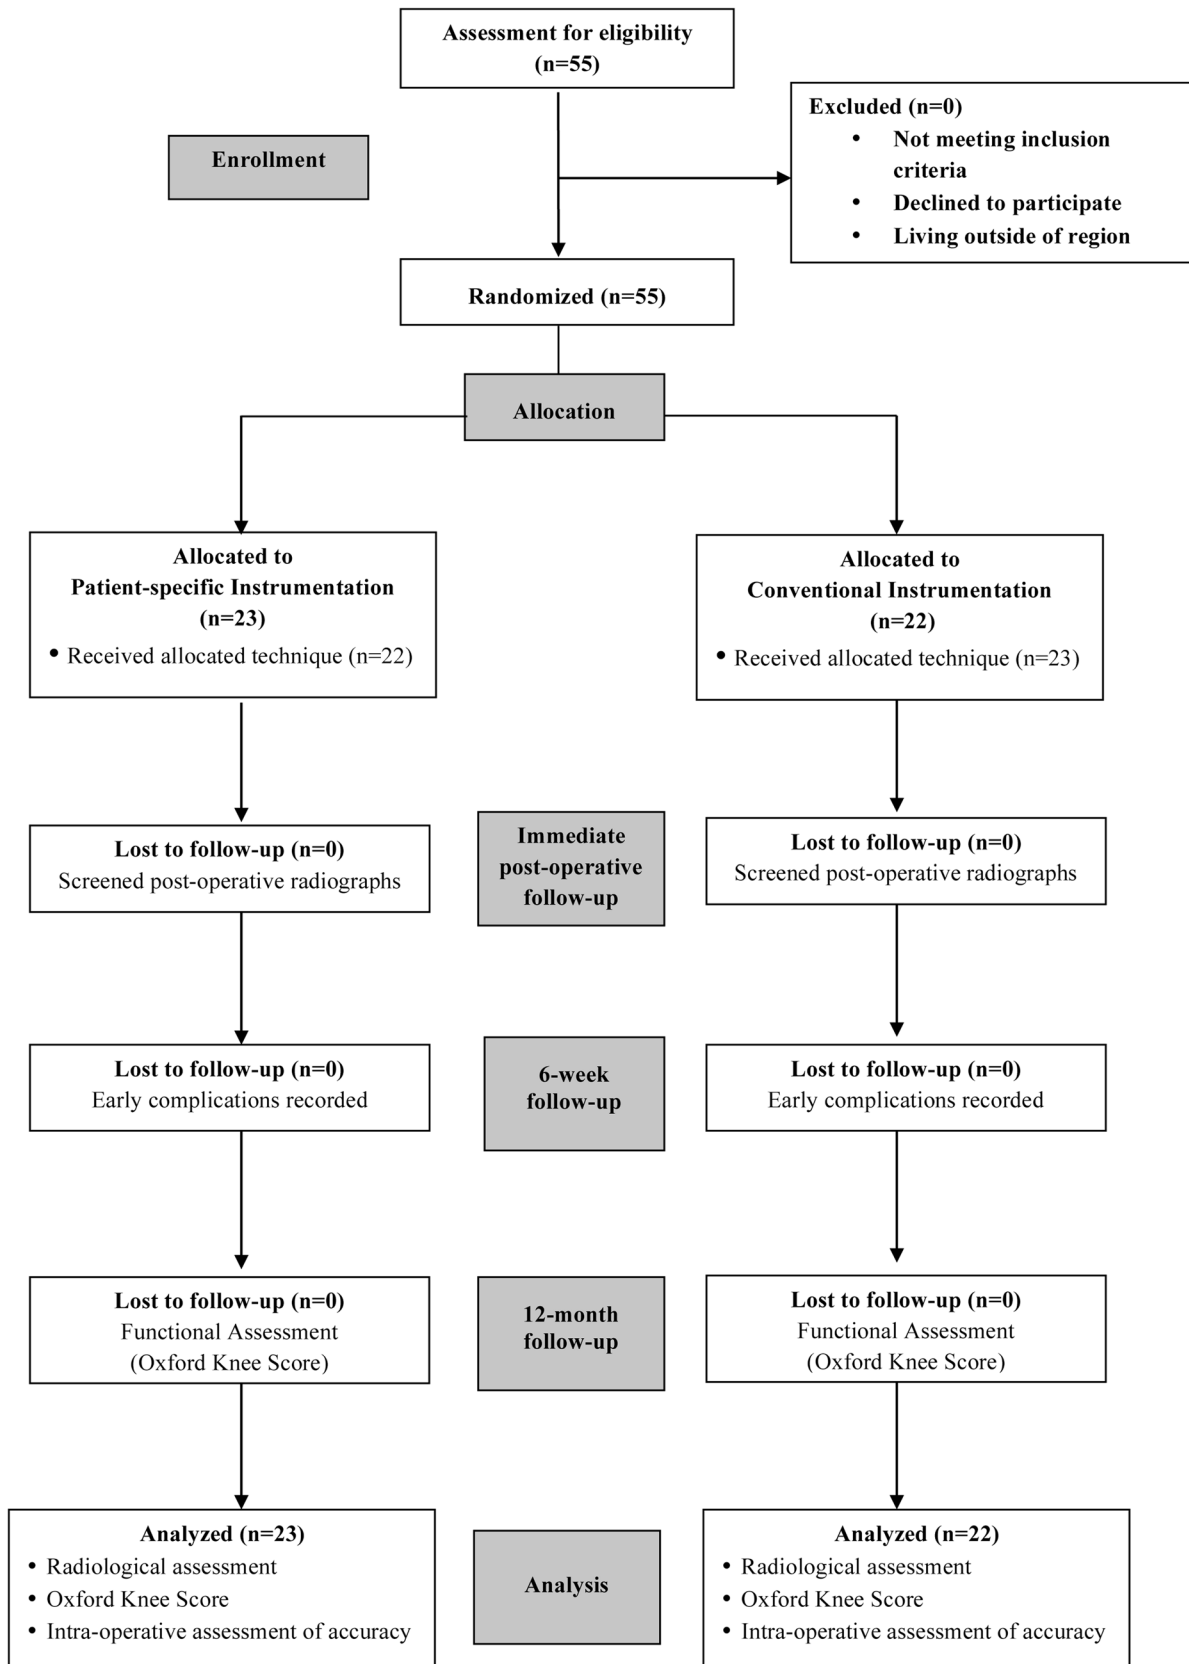 Assessment for eligibility
(n=55)
Excluded (n=0)
• Not meeting inclusion
criteria
• Declined to participate
• Living outside of region
Enrollment
Randomized (n=55)
Allocation
Allocated to
Patient-specific Instrumentation
(n=23)
• Received allocated technique (n=22)
Allocated to
Conventional Instrumentation
(n=22)
• Received allocated technique (n=23)
Lost to follow-up (n=0)
Screened post-operative radiographs
Immediate
post-operative
follow-up
Lost to follow-up (n=0)
Screened post-operative radiographs
Lost to follow-up (n=0)
Early complications recorded
6-week
follow-up
Lost to follow-up (n=0)
Early complications recorded
Lost to follow-up (n=0)
Functional Assessment
(Oxford Knee Score)
12-month
follow-up
Lost to follow-up (n=0)
Functional Assessment
(Oxford Knee Score)
Analyzed (n=23)
• Radiological assessment
• Oxford Knee Score
• Intra-operative assessment of accuracy
Analysis
Analyzed (n=22)
• Radiological assessment
• Oxford Knee Score
• Intra-operative assessment of accuracy